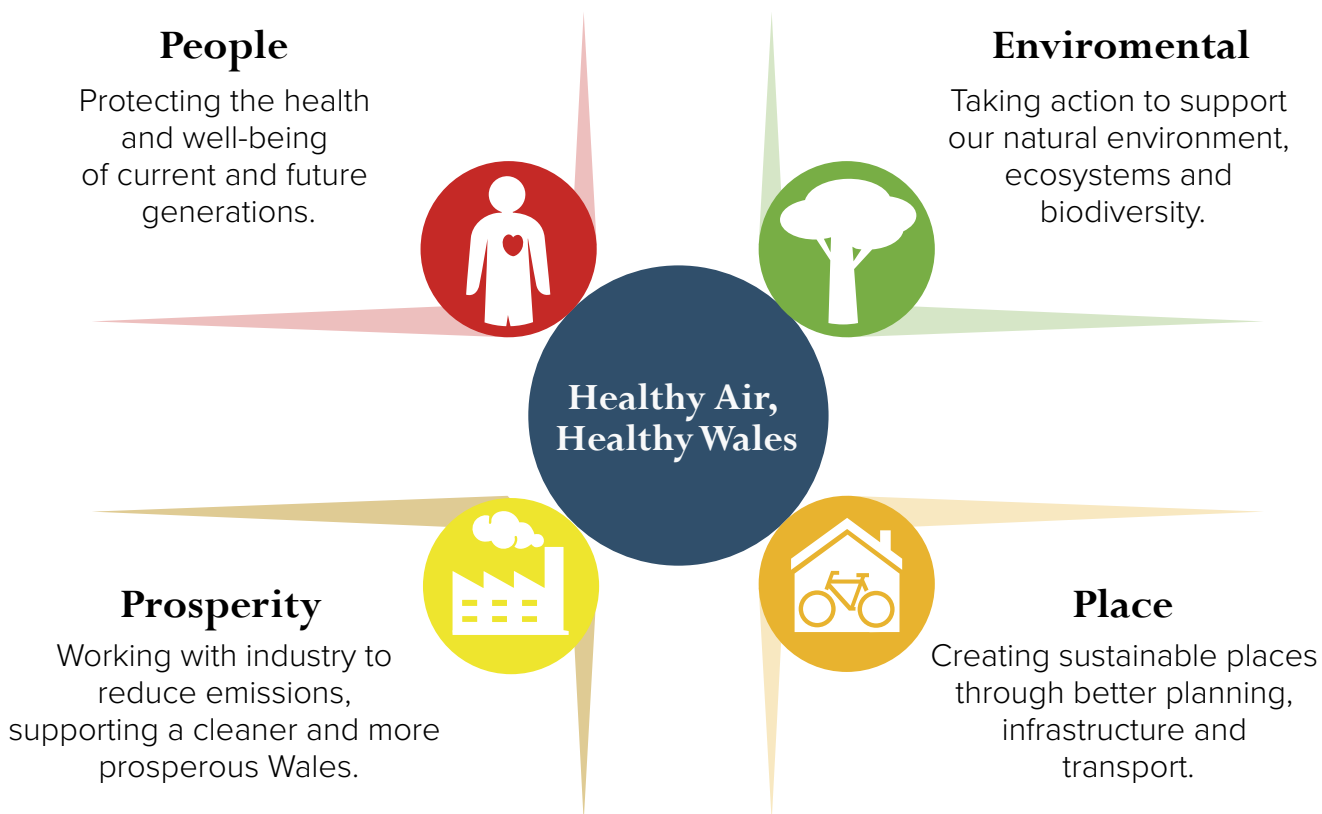 People
Protecting the health
and well-being
of current and future
generations.
Enviromental
Taking action to support
our natural environment,
ecosystems and
biodiversity.
Healthy Air,
Healthy Wales
Prosperity
Working with industry to
reduce emissions,
supporting a cleaner and more
prosperous Wales.
Place
Creating sustainable places
through better planning,
infrastructure and
transport.